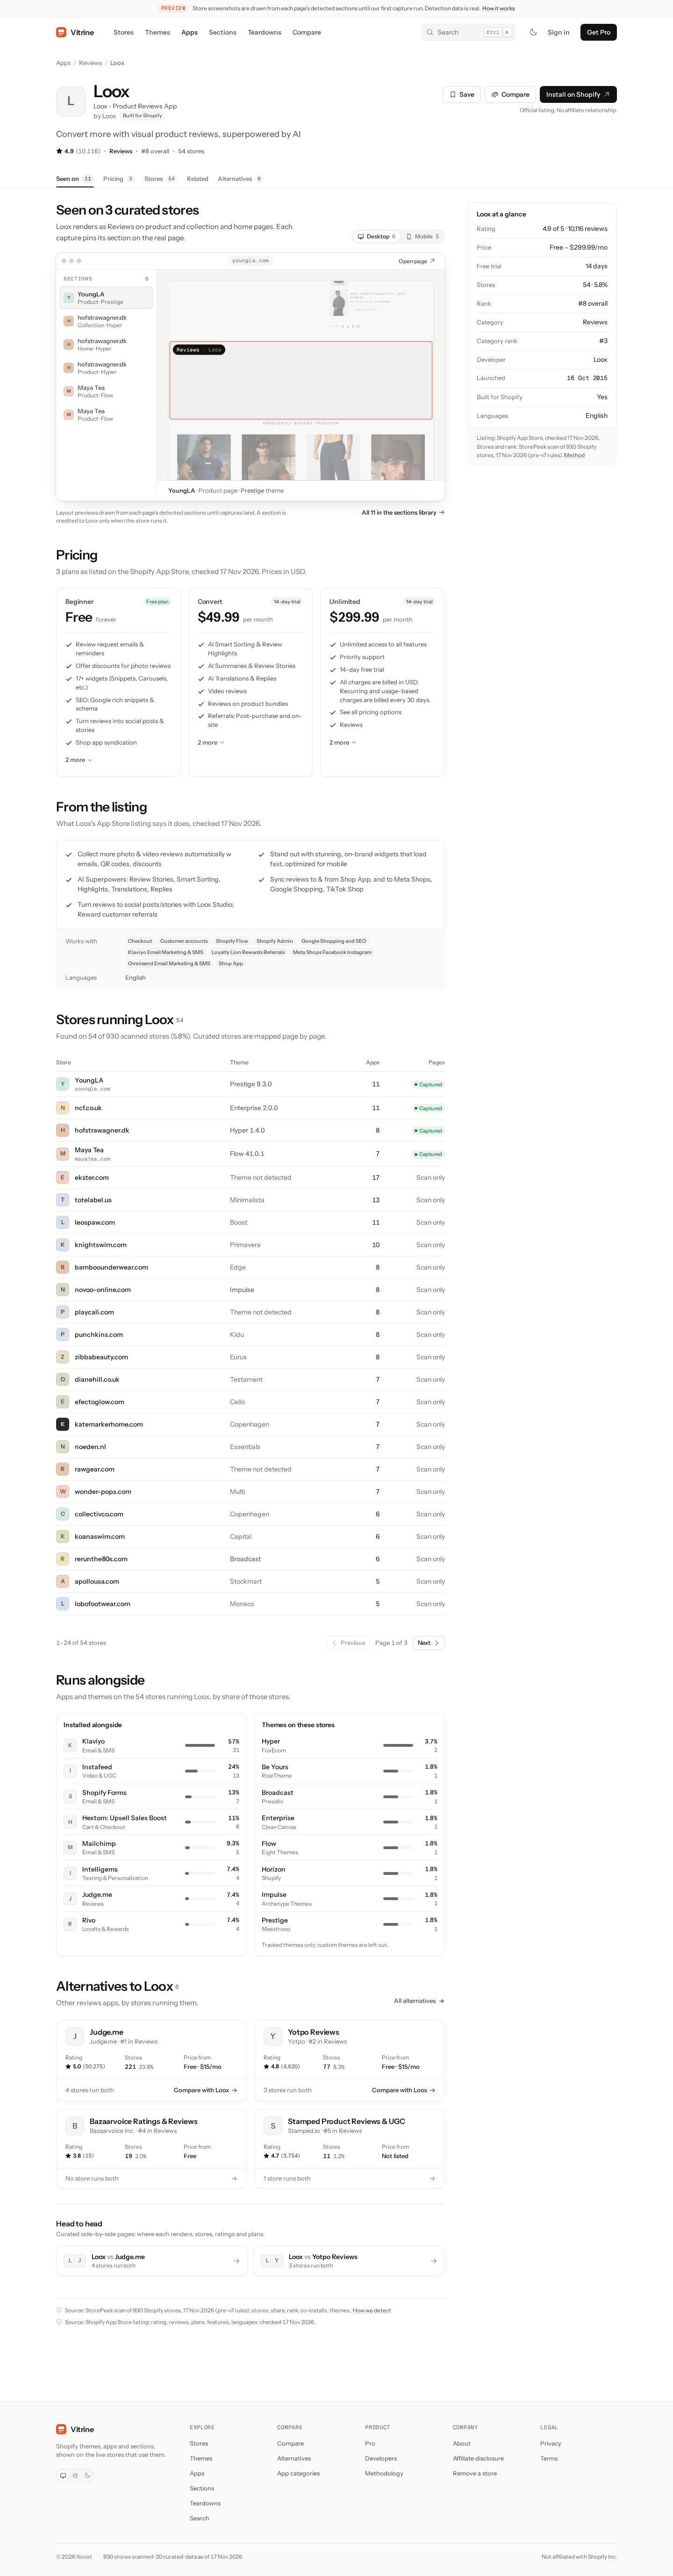 PREVIEW Store screenshots are drawn from each page's detected sections until our first capture run. Detection data is real. How it works
Vitrine Stores Themes Apps Sections Teardowns Compare Search Ctrl K Sign in Get Pro
Apps / Reviews / Loox
L
Loox
Loox - Product Reviews App
by Loox Built for Shopify
Save Compare Install on Shopify
Official listing. No affiliate relationship.
Convert more with visual product reviews, superpowered by AI
4.9 (10,116) · Reviews · #8 overall · 54 stores
Seen on 11 Pricing 3 Stores 54 Related Alternatives 6
Seen on 3 curated stores
Loox renders as Reviews on product and collection and home pages. Each
capture pins its section on the real page.
Desktop 6 Mobile 5
youngla.com Open page
SECTIONS 6
Y YoungLA
Product · Prestige
H hofstrawagner.dk
Collection · Hyper
H hofstrawagner.dk
Home · Hyper
H hofstrawagner.dk
Product · Hyper
M Maya Tea
Product · Flow
M Maya Tea
Product · Flow
Reviews · Loox
FREQUENTLY BOUGHT TOGETHER
YoungLA · Product page · Prestige theme
Layout previews drawn from each page's detected sections until captures land. A section is
credited to Loox only when the store runs it.
All 11 in the sections library
Loox at a glance
Rating 4.9 of 5 · 10,116 reviews
Price Free – $299.99/mo
Free trial 14 days
Stores 54 · 5.8%
Rank #8 overall
Category Reviews
Category rank #3
Developer Loox
Launched 16 Oct 2015
Built for Shopify Yes
Languages English
Listing: Shopify App Store, checked 17 Nov 2026.
Stores and rank: StorePeek scan of 930 Shopify
stores, 17 Nov 2026 (pre-v7 rules). Method
Pricing
3 plans as listed on the Shopify App Store, checked 17 Nov 2026. Prices in USD.
Beginner Free plan
Free forever
Review request emails &
reminders
Offer discounts for photo reviews
17+ widgets (Snippets, Carousels,
etc.)
SEO: Google rich snippets &
schema
Turn reviews into social posts &
stories
Shop app syndication
2 more
Convert 14-day trial
$49.99 per month
AI Smart Sorting & Review
Highlights
AI Summaries & Review Stories
AI Translations & Replies
Video reviews
Reviews on product bundles
Referrals: Post-purchase and on-
site
2 more
Unlimited 14-day trial
$299.99 per month
Unlimited access to all features
Priority support
14-day free trial
All charges are billed in USD.
Recurring and usage-based
charges are billed every 30 days.
See all pricing options
Reviews
2 more
From the listing
What Loox's App Store listing says it does, checked 17 Nov 2026.
Collect more photo & video reviews automatically w
emails, QR codes, discounts
Stand out with stunning, on-brand widgets that load
fast, optimized for mobile
AI Superpowers: Review Stories, Smart Sorting,
Highlights, Translations, Replies
Sync reviews to & from Shop App, and to Meta Shops,
Google Shopping, TikTok Shop
Turn reviews to social posts/stories with Loox Studio;
Reward customer referrals
Works with Checkout Customer accounts Shopify Flow Shopify Admin Google Shopping and SEO
Klaviyo Email Marketing & SMS Loyalty Lion Rewards Referrals Meta Shops Facebook Instagram
Omnisend Email Marketing & SMS Shop App
Languages English
Stores running Loox 54
Found on 54 of 930 scanned stores (5.8%). Curated stores are mapped page by page.
Store Theme Apps Pages
Y YoungLA Prestige 9.3.0 11 Captured
youngla.com
N ncf.co.uk Enterprise 2.0.0 11 Captured
H hofstrawagner.dk Hyper 1.4.0 8 Captured
M Maya Tea Flow 41.0.1 7 Captured
mayatea.com
E ekster.com Theme not detected 17 Scan only
T totelabel.us Minimalista 13 Scan only
L leospaw.com Boost 11 Scan only
K knightswim.com Primavera 10 Scan only
B bamboounderwear.com Edge 8 Scan only
N novoo-online.com Impulse 8 Scan only
P playcali.com Theme not detected 8 Scan only
P punchkins.com Kidu 8 Scan only
Z zibbabeauty.com Eurus 8 Scan only
D dianehill.co.uk Testament 7 Scan only
E efectoglow.com Cello 7 Scan only
K katemarkerhome.com Copenhagen 7 Scan only
N noeden.nl Essentials 7 Scan only
R rawgear.com Theme not detected 7 Scan only
W wonder-pops.com Multi 7 Scan only
C collectivco.com Copenhagen 6 Scan only
K koanaswim.com Capital 6 Scan only
R rerunthe80s.com Broadcast 6 Scan only
A apollousa.com Stockmart 5 Scan only
L lobofootwear.com Monaco 5 Scan only
1–24 of 54 stores Previous Page 1 of 3 Next
Runs alongside
Apps and themes on the 54 stores running Loox, by share of those stores.
Installed alongside
K Klaviyo 57%
Email & SMS 31
I Instafeed 24%
Video & UGC 13
S Shopify Forms 13%
Email & SMS 7
H Hextom: Upsell Sales Boost 11%
Cart & Checkout 6
M Mailchimp 9.3%
Email & SMS 5
I Intelligems 7.4%
Testing & Personalization 4
J Judge.me 7.4%
Reviews 4
R Rivo 7.4%
Loyalty & Rewards 4
Themes on these stores
Hyper 3.7%
FoxEcom 2
Be Yours 1.8%
RoarTheme 1
Broadcast 1.8%
Presidio 1
Enterprise 1.8%
Clean Canvas 1
Flow 1.8%
Eight Themes 1
Horizon 1.8%
Shopify 1
Impulse 1.8%
Archetype Themes 1
Prestige 1.8%
Maestrooo 1
Tracked themes only; custom themes are left out.
Alternatives to Loox 6
Other reviews apps, by stores running them.
All alternatives
J Judge.me
Judge.me · #1 in Reviews
Rating Stores Price from
5.0 (50,275) 221 23.8% Free · $15/mo
4 stores run both Compare with Loox
Y Yotpo Reviews
Yotpo · #2 in Reviews
Rating Stores Price from
4.8 (4,620) 77 8.3% Free · $15/mo
3 stores run both Compare with Loox
B Bazaarvoice Ratings & Reviews
Bazaarvoice Inc. · #4 in Reviews
Rating Stores Price from
3.8 (15) 19 2.0% Free
No store runs both
S Stamped Product Reviews & UGC
Stamped.io · #5 in Reviews
Rating Stores Price from
4.7 (3,754) 11 1.2% Not listed
1 store runs both
Head to head
Curated side-by-side pages: where each renders, stores, ratings and plans.
L J Loox vs Judge.me
4 stores run both
L Y Loox vs Yotpo Reviews
3 stores run both
Source: StorePeek scan of 930 Shopify stores, 17 Nov 2026 (pre-v7 rules): stores, share, rank, co-installs, themes. How we detect
Source: Shopify App Store listing: rating, reviews, plans, features, languages · checked 17 Nov 2026.
Vitrine
Shopify themes, apps and sections,
shown on the live stores that use them.
EXPLORE
Stores
Themes
Apps
Sections
Teardowns
Search
COMPARE
Compare
Alternatives
App categories
PRODUCT
Pro
Developers
Methodology
COMPANY
About
Affiliate disclosure
Remove a store
LEGAL
Privacy
Terms
© 2026 Xovist 930 stores scanned · 20 curated · data as of 17 Nov 2026 Not affiliated with Shopify Inc.